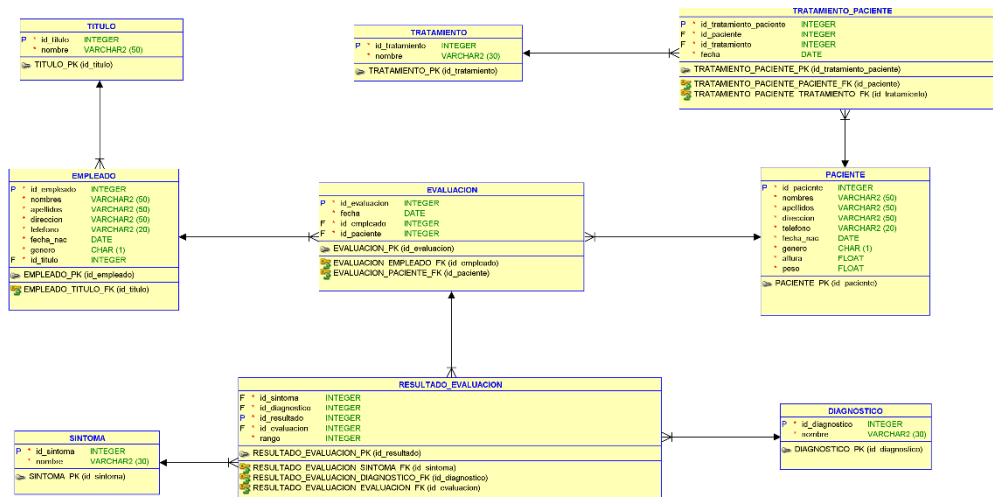 TITULO
P * id_titulo INTEGER
* nombre VARCHAR2 (50)
TITULO_PK (id_titulo)
TRATAMIENTO
P * id_tratamiento INTEGER
* nombre VARCHAR2 (30)
TRATAMIENTO_PK (id_tratamiento)
TRATAMIENTO_PACIENTE
P * id_tratamiento_paciente INTEGER
F * id_paciente INTEGER
F * id_tratamiento INTEGER
* fecha DATE
TRATAMIENTO_PACIENTE_PK (id_tratamiento_paciente)
TRATAMIENTO_PACIENTE_PACIENTE_FK (id_paciente)
TRATAMIENTO_PACIENTE_TRATAMIENTO_FK (id_tratamiento)
EMPLEADO
P * id_empleado INTEGER
* nombres VARCHAR2 (50)
* apellidos VARCHAR2 (50)
* direccion VARCHAR2 (50)
* telefono VARCHAR2 (20)
* fecha_nac DATE
* genero CHAR (1)
F * id_titulo INTEGER
EMPLEADO_PK (id_empleado)
EMPLEADO_TITULO_FK (id_titulo)
EVALUACION
P * id_evaluacion INTEGER
* fecha DATE
F * id_empleado INTEGER
F * id_paciente INTEGER
EVALUACION_PK (id_evaluacion)
EVALUACION_EMPLEADO_FK (id_empleado)
EVALUACION_PACIENTE_FK (id_paciente)
PACIENTE
P * id_paciente INTEGER
* nombres VARCHAR2 (50)
* apellidos VARCHAR2 (50)
* direccion VARCHAR2 (50)
* telefono VARCHAR2 (20)
* fecha_nac DATE
* genero CHAR (1)
* altura FLOAT
* peso FLOAT
PACIENTE_PK (id_paciente)
RESULTADO_EVALUACION
F * id_sintoma INTEGER
F * id_diagnostico INTEGER
P * id_resultado INTEGER
F * id_evaluacion INTEGER
* rango INTEGER
RESULTADO_EVALUACION_PK (id_resultado)
RESULTADO_EVALUACION_SINTOMA_FK (id_sintoma)
RESULTADO_EVALUACION_DIAGNOSTICO_FK (id_diagnostico)
RESULTADO_EVALUACION_EVALUACION_FK (id_evaluacion)
SINTOMA
P * id_sintoma INTEGER
* nombre VARCHAR2 (30)
SINTOMA_PK (id_sintoma)
DIAGNOSTICO
P * id_diagnostico INTEGER
* nombre VARCHAR2 (30)
DIAGNOSTICO_PK (id_diagnostico)